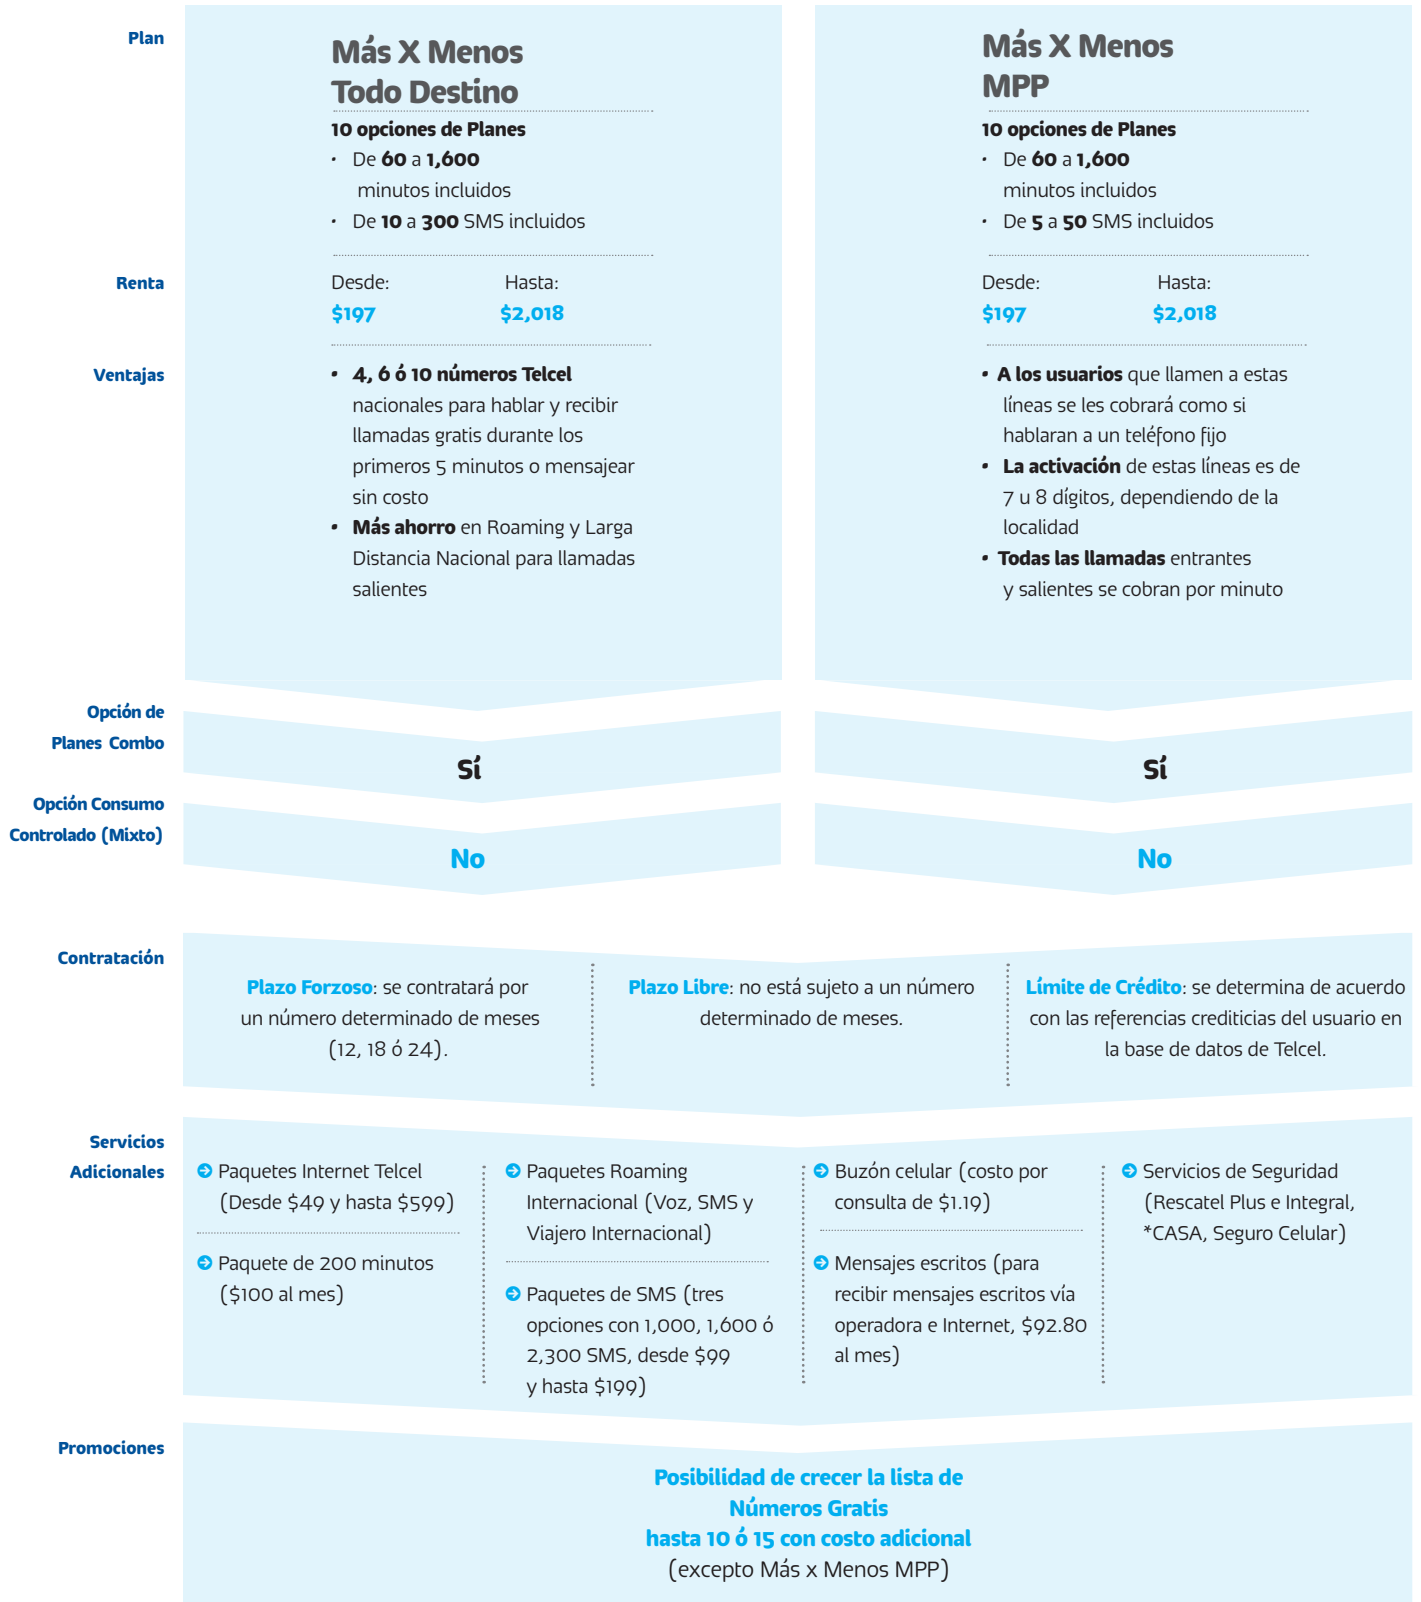 Plan
Más X Menos
Todo Destino
10 opciones de Planes
• De 60 a 1,600
minutos incluidos
• De 10 a 300 SMS incluidos
Más X Menos
MPP
10 opciones de Planes
• De 60 a 1,600
minutos incluidos
• De 5 a 50 SMS incluidos
Renta
Desde: Hasta:
$197 $2,018
Desde: Hasta:
$197 $2,018
Ventajas
• 4, 6 ó 10 números Telcel
nacionales para hablar y recibir
llamadas gratis durante los
primeros 5 minutos o mensajear
sin costo
• Más ahorro en Roaming y Larga
Distancia Nacional para llamadas
salientes
• A los usuarios que llamen a estas
líneas se les cobrará como si
hablaran a un teléfono fijo
• La activación de estas líneas es de
7 u 8 dígitos, dependiendo de la
localidad
• Todas las llamadas entrantes
y salientes se cobran por minuto
Opción de
Planes Combo
Sí
Sí
Opción Consumo
Controlado (Mixto)
No
No
Contratación
Plazo Forzoso: se contratará por
un número determinado de meses
(12, 18 ó 24).
Plazo Libre: no está sujeto a un número
determinado de meses.
Límite de Crédito: se determina de acuerdo
con las referencias crediticias del usuario en
la base de datos de Telcel.
Servicios
Adicionales
Paquetes Internet Telcel
(Desde $49 y hasta $599)
Paquete de 200 minutos
($100 al mes)
Paquetes Roaming
Internacional (Voz, SMS y
Viajero Internacional)
Paquetes de SMS (tres
opciones con 1,000, 1,600 ó
2,300 SMS, desde $99
y hasta $199)
Buzón celular (costo por
consulta de $1.19)
Mensajes escritos (para
recibir mensajes escritos vía
operadora e Internet, $92.80
al mes)
Servicios de Seguridad
(Rescatel Plus e Integral,
*CASA, Seguro Celular)
Promociones
Posibilidad de crecer la lista de
Números Gratis
hasta 10 ó 15 con costo adicional
(excepto Más x Menos MPP)